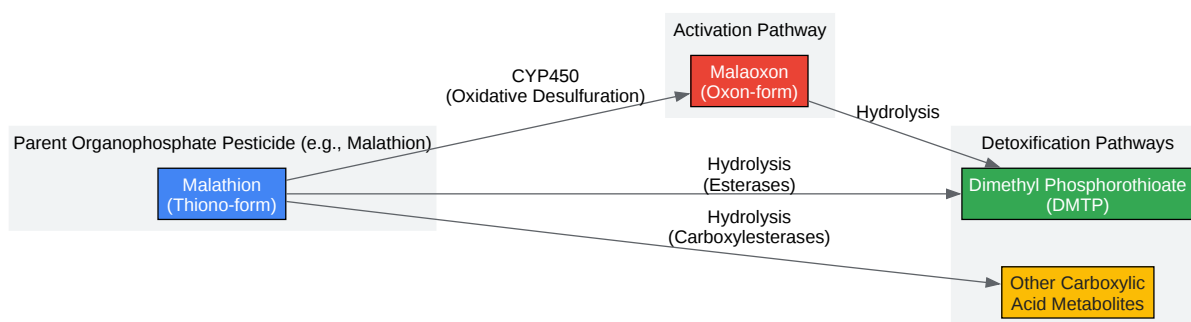 Activation Pathway
Malaoxon
(Oxon-form)
CYP450
(Oxidative Desulfuration)
Hydrolysis
Parent Organophosphate Pesticide (e.g., Malathion)
Malathion
(Thiono-form)
Hydrolysis
(Esterases)
Hydrolysis
(Carboxylesterases)
Detoxification Pathways
Dimethyl Phosphorothioate
(DMTP)
Other Carboxylic
Acid Metabolites